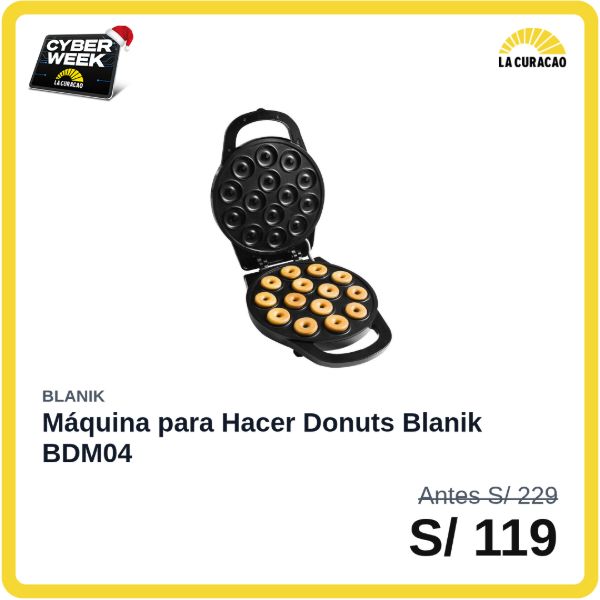 CYBER
WEEK
LA CURACAO
LA CURACAO
BLANIK
Máquina para Hacer Donuts Blanik
BDM04
Antes S/ 229
S/ 119